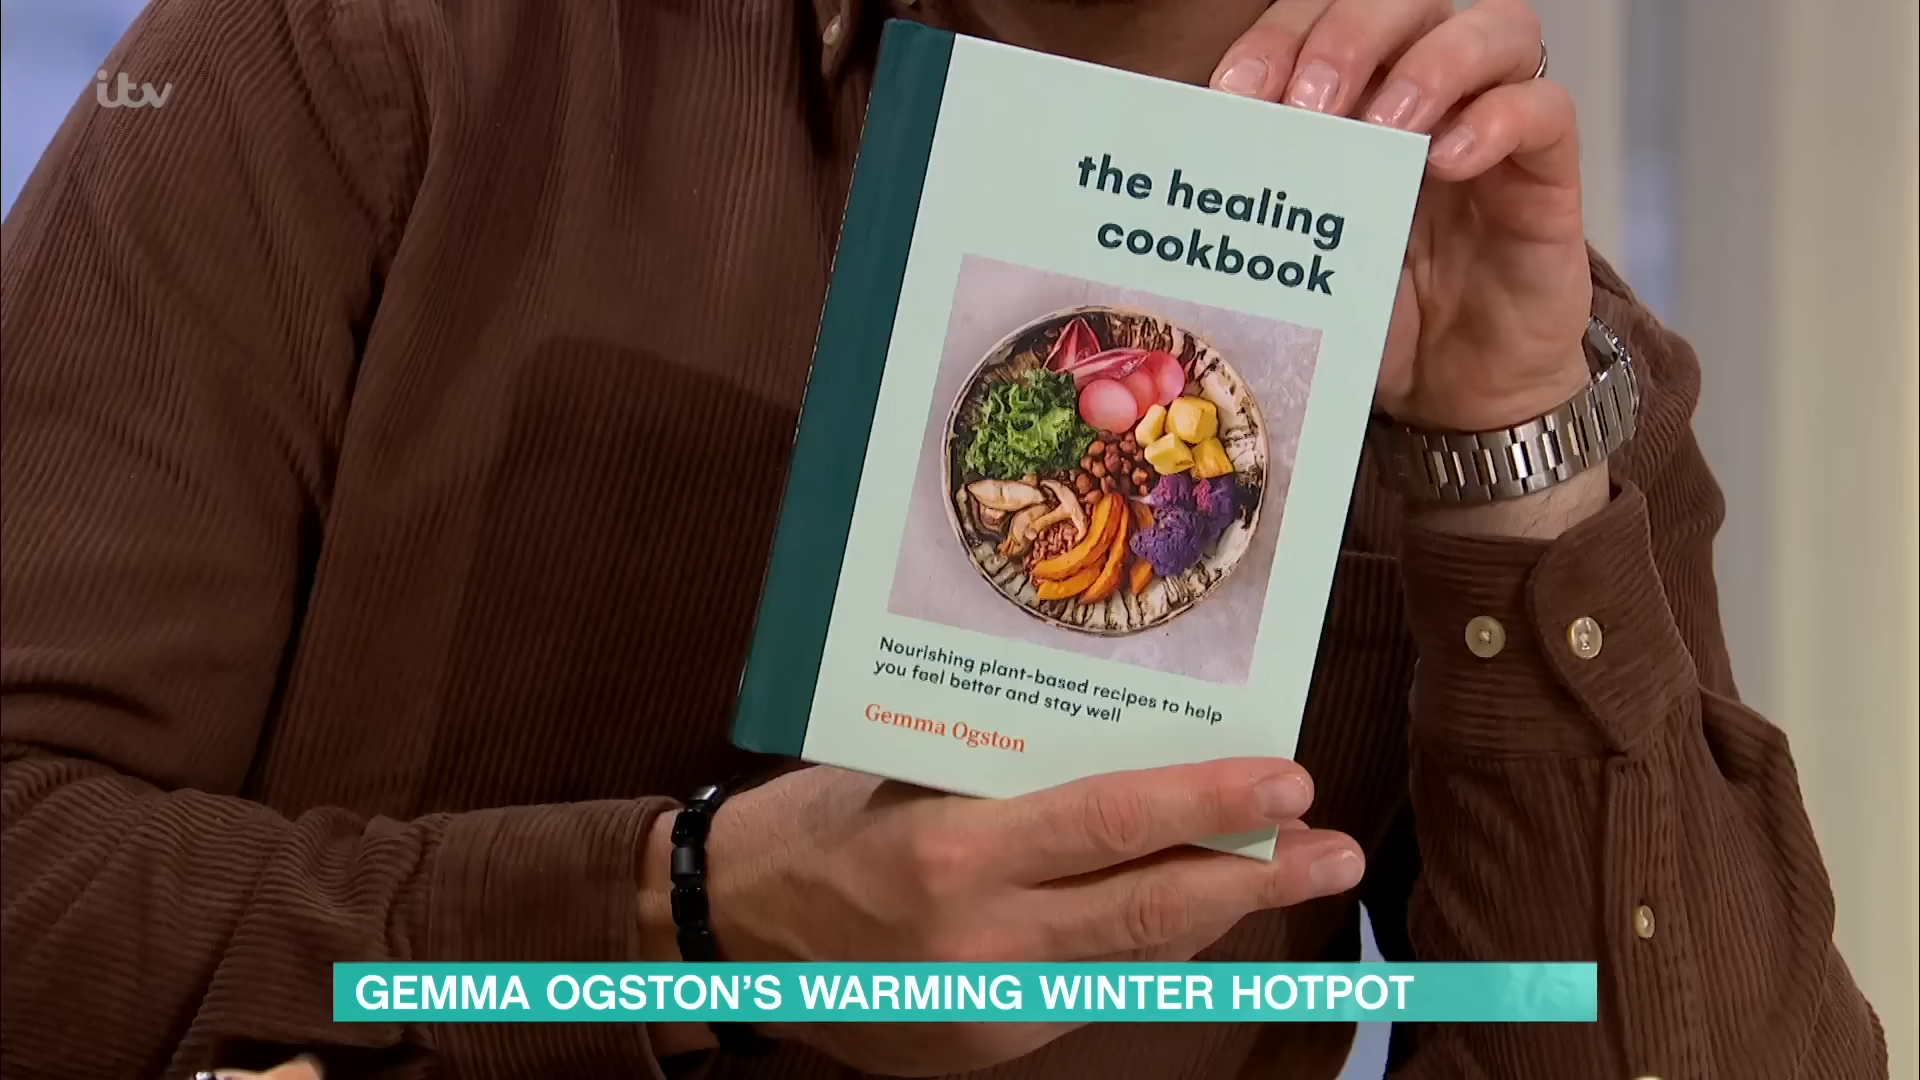 itv
the healing
cookbook
Nourishing plant-based recipes to help
you feel better and stay well
Gemma Ogston
GEMMA OGSTON'S WARMING WINTER HOTPOT